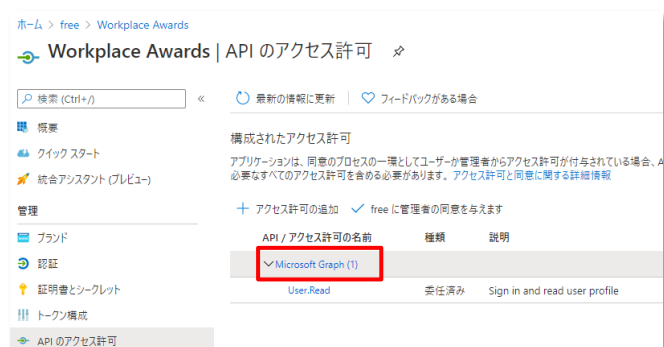 ホーム > free > Workplace Awards
Workplace Awards | API のアクセス許可
検索 (Ctrl+/)
«
最新の情報に更新
フィードバックがある場合
概要
クイック スタート
統合アシスタント (プレビュー)
管理
ブランド
認証
証明書とシークレット
トークン構成
API のアクセス許可
構成されたアクセス許可
アプリケーションは、同意のプロセスの一環としてユーザーか管理者からアクセス許可が付与されている場合、A
必要なすべてのアクセス許可を含める必要があります。 アクセス許可と同意に関する詳細情報
+ アクセス許可の追加 ✓ free に管理者の同意を与えます
API / アクセス許可の名前 種類 説明
Microsoft Graph (1)
User.Read 委任済み Sign in and read user profile